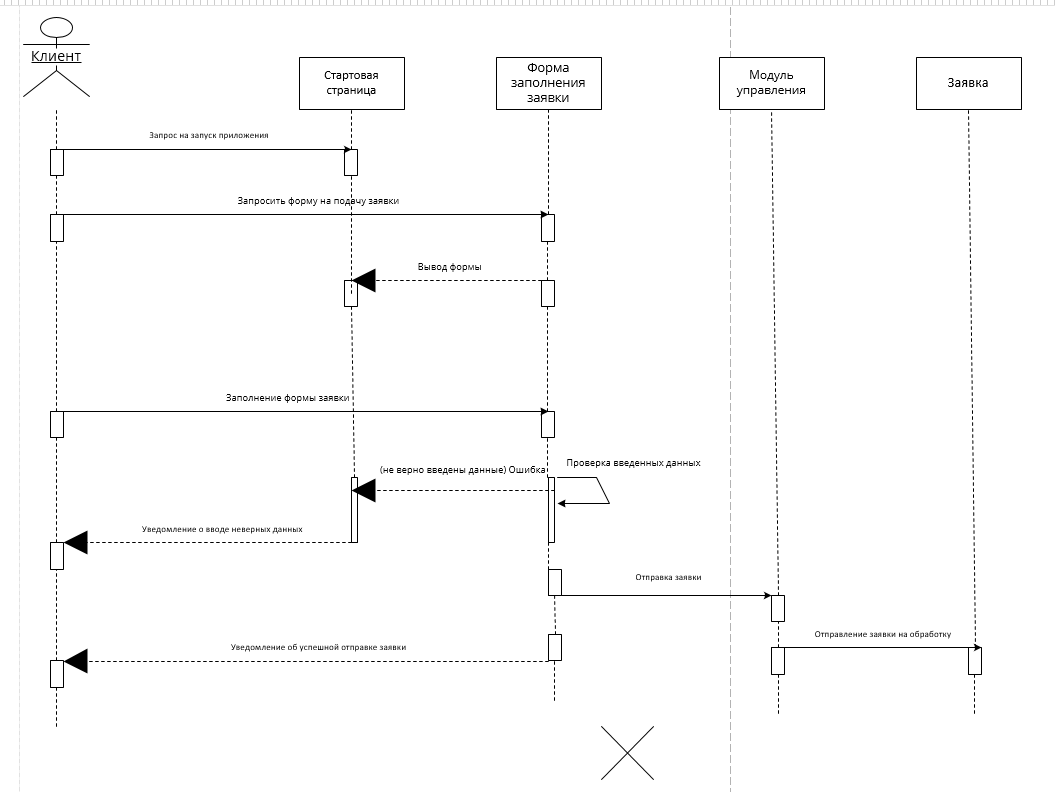 Клиент
Стартовая
страница
Форма
заполнения
заявки
Модуль
управления
Заявка
Запрос на запуск приложения
Запросить форму на подачу заявки
Вывод формы
Заполнение формы заявки
(не верно введены данные) Ошибка
Проверка введенных данных
Уведомление о вводе неверных данных
Отправка заявки
Отправление заявки на обработку
Уведомление об успешной отправке заявки